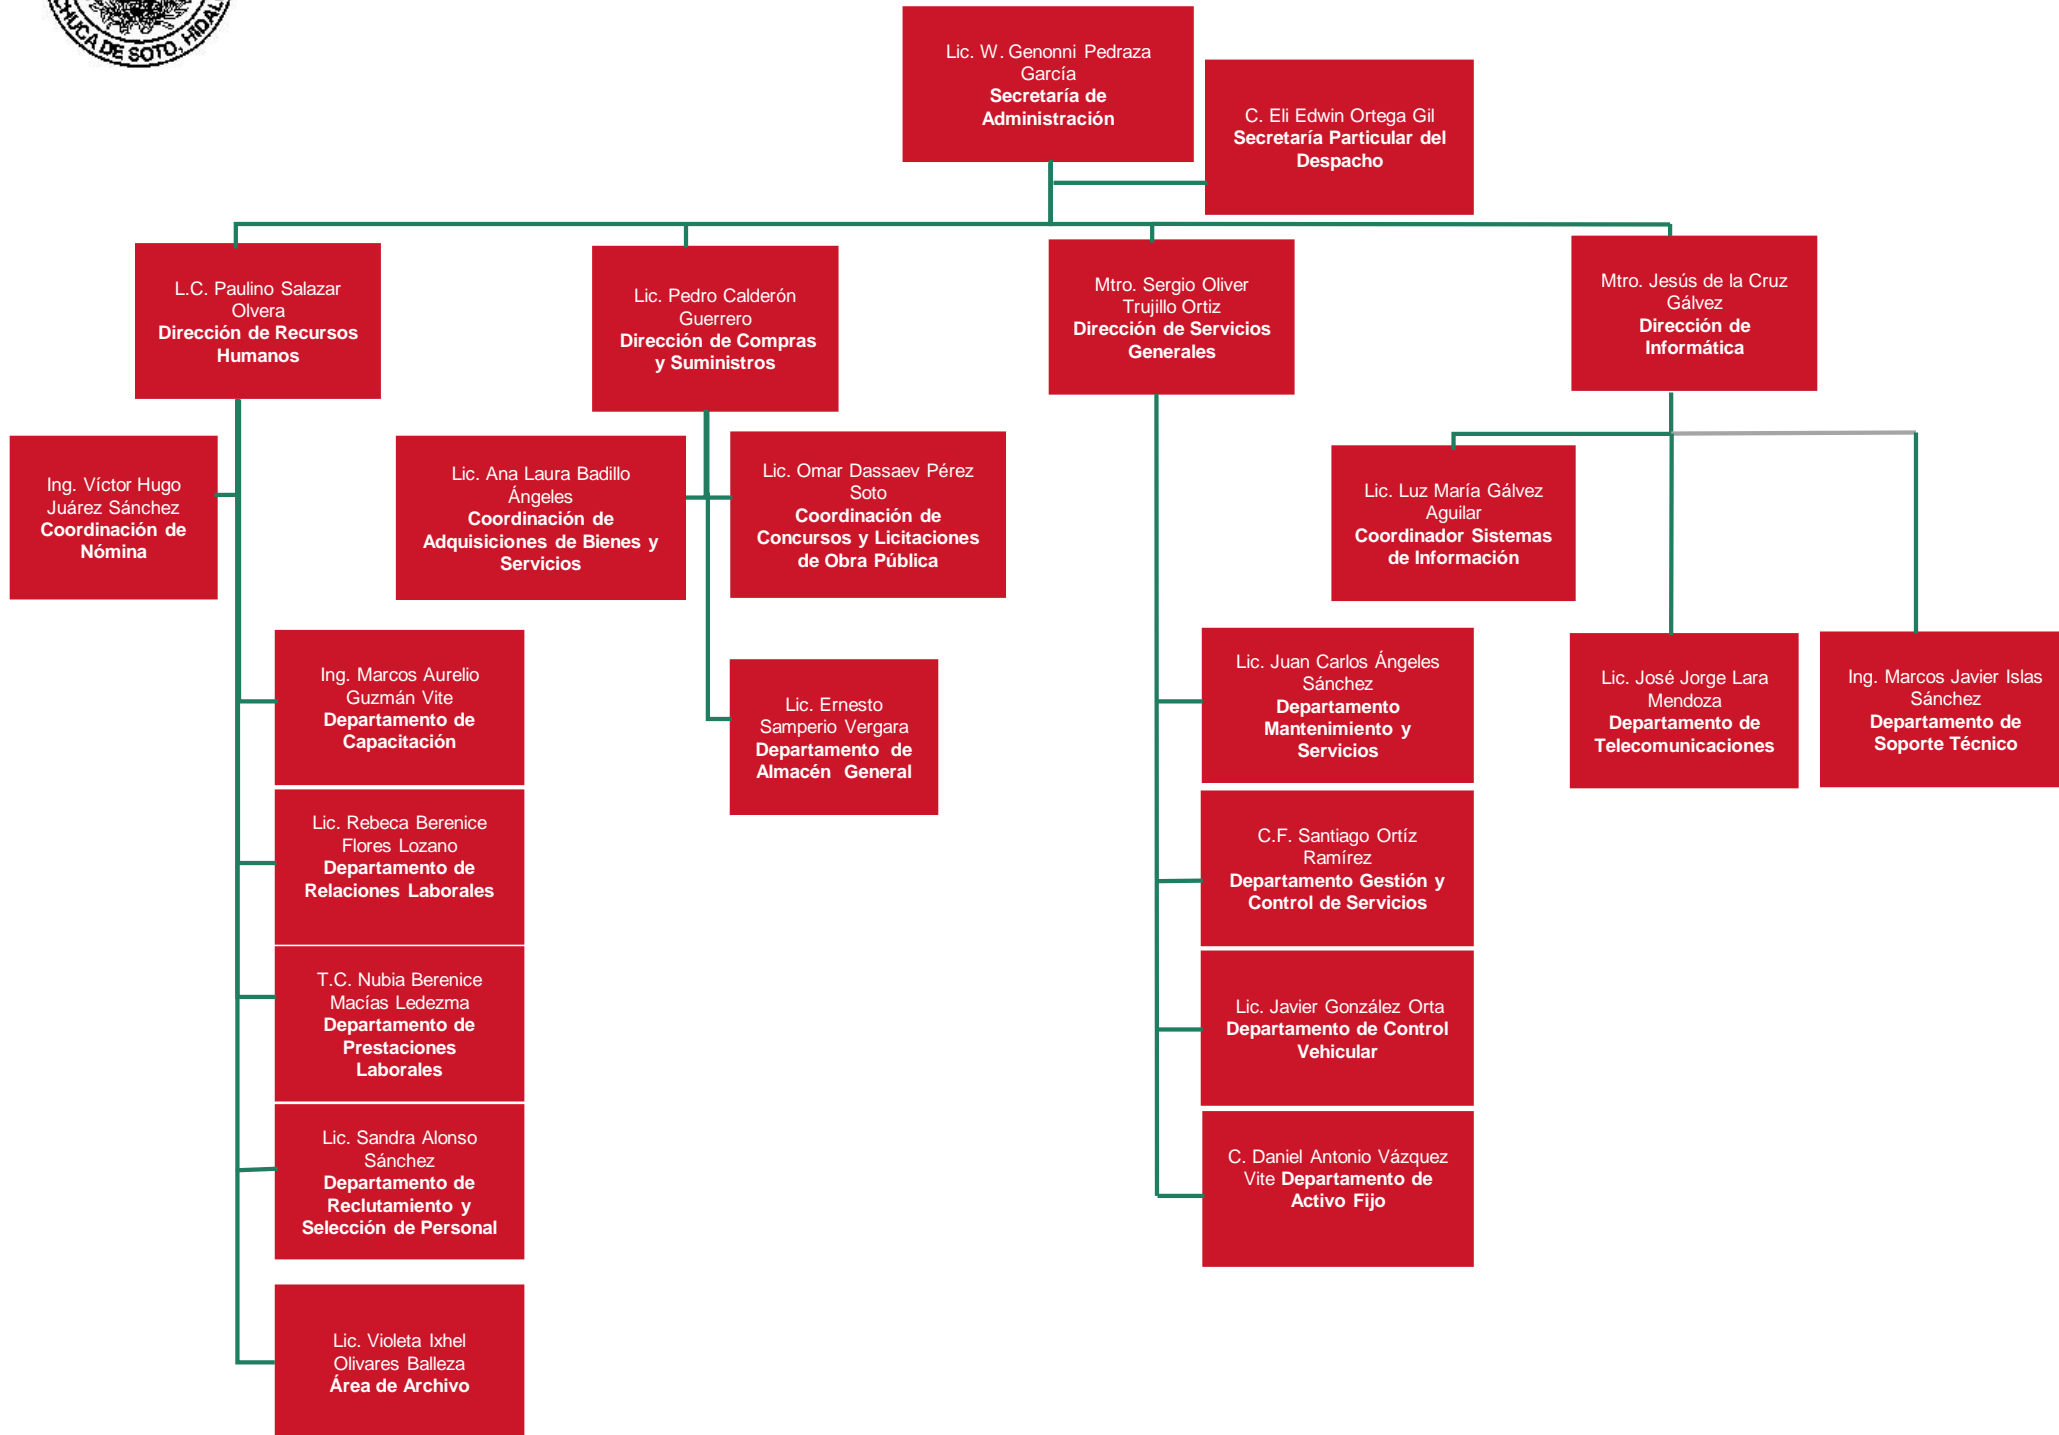 CHUCA DE SOTO, HIDAL
Lic. W. Genonni Pedraza
García
Secretaría de
Administración
C. Eli Edwin Ortega Gil
Secretaría Particular del
Despacho
L.C. Paulino Salazar
Olvera
Dirección de Recursos
Humanos
Lic. Pedro Calderón
Guerrero
Dirección de Compras
y Suministros
Mtro. Sergio Oliver
Trujillo Ortiz
Dirección de Servicios
Generales
Mtro. Jesús de la Cruz
Gálvez
Dirección de
Informática
Ing. Víctor Hugo
Juárez Sánchez
Coordinación de
Nómina
Lic. Ana Laura Badillo
Ángeles
Coordinación de
Adquisiciones de Bienes y
Servicios
Lic. Omar Dassaev Pérez
Soto
Coordinación de
Concursos y Licitaciones
de Obra Pública
Lic. Luz María Gálvez
Aguilar
Coordinador Sistemas
de Información
Ing. Marcos Aurelio
Guzmán Vite
Departamento de
Capacitación
Lic. Ernesto
Samperio Vergara
Departamento de
Almacén General
Lic. Juan Carlos Ángeles
Sánchez
Departamento
Mantenimiento y
Servicios
Lic. José Jorge Lara
Mendoza
Departamento de
Telecomunicaciones
Ing. Marcos Javier Islas
Sánchez
Departamento de
Soporte Técnico
Lic. Rebeca Berenice
Flores Lozano
Departamento de
Relaciones Laborales
C.F. Santiago Ortíz
Ramírez
Departamento Gestión y
Control de Servicios
T.C. Nubia Berenice
Macías Ledezma
Departamento de
Prestaciones
Laborales
Lic. Javier González Orta
Departamento de Control
Vehicular
Lic. Sandra Alonso
Sánchez
Departamento de
Reclutamiento y
Selección de Personal
C. Daniel Antonio Vázquez
Vite Departamento de
Activo Fijo
Lic. Violeta Ixhel
Olivares Balleza
Área de Archivo